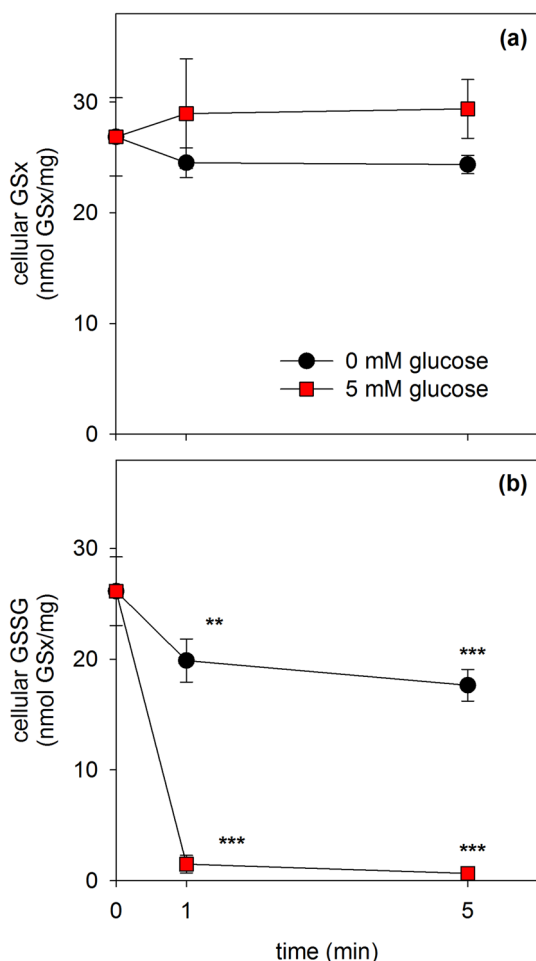 (a)
cellular GSx
(nmol GSx/mg)
30
20
10
0
0 mM glucose
5 mM glucose
(b)
cellular GSSG
(nmol GSx/mg)
30
20
10
0
**
***
***
***
0 1 5
time (min)